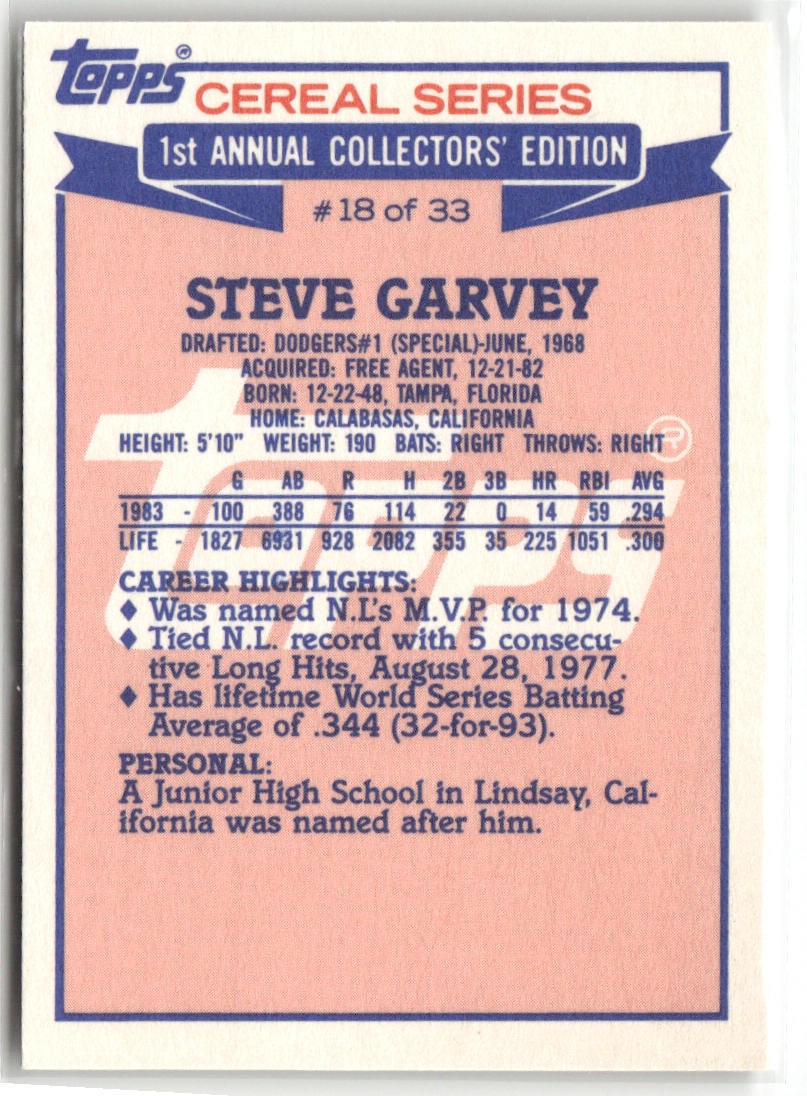 Topps®
CEREAL SERIES
1st ANNUAL COLLECTORS' EDITION
#18 of 33
STEVE GARVEY
DRAFTED: DODGERS#1 (SPECIAL)-JUNE, 1968
ACQUIRED: FREE AGENT, 12-21-82
BORN: 12-22-48, TAMPA, FLORIDA
HOME: CALABASAS, CALIFORNIA
HEIGHT: 5'10" WEIGHT: 190 BATS: RIGHT THROWS: RIGHT
G AB R H 2B 3B HR RBI AVG
1983 - 100 388 76 114 22 0 14 59 .294
LIFE - 1827 6931 928 2082 355 35 225 1051 .300
CAREER HIGHLIGHTS:
♦ Was named N.L.'s M.V.P. for 1974.
♦ Tied N.L. record with 5 consecu-
tive Long Hits, August 28, 1977.
♦ Has lifetime World Series Batting
Average of .344 (32-for-93).
PERSONAL:
A Junior High School in Lindsay, Cal-
ifornia was named after him.
Topps®